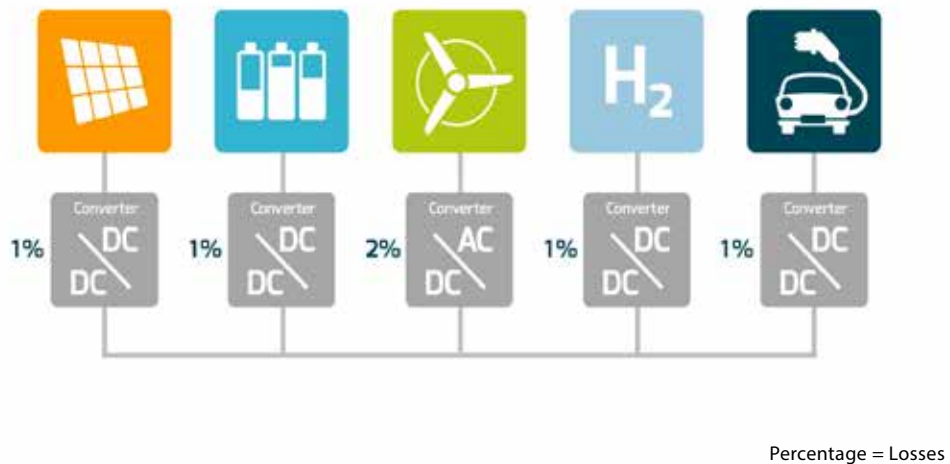 H₂
Converter
DC
DC
1%
Converter
DC
DC
1%
Converter
AC
DC
2%
Converter
DC
DC
1%
Converter
DC
DC
1%
Percentage = Losses